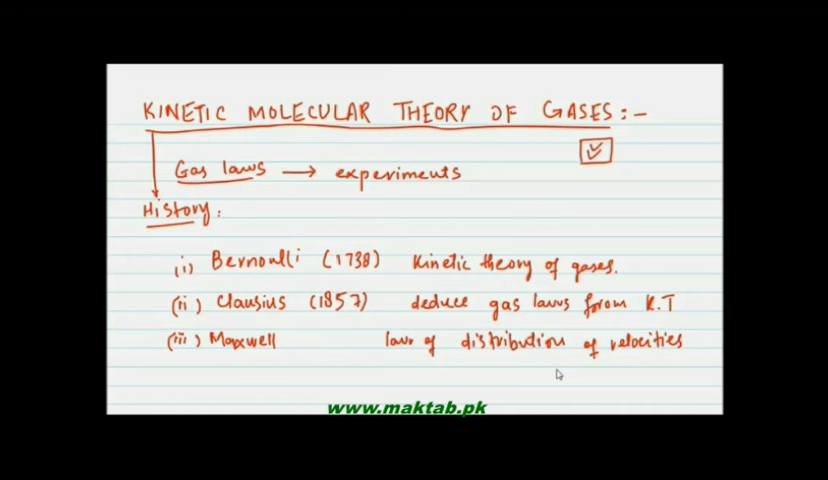 KINETIC MOLECULAR THEORY OF GASES:-
Gas laws → experiments
History:
(i) Bernoulli (1738) Kinetic theory of gases.
(ii) Clausius (1857) deduce gas laws from K.T
(iii) Maxwell law of distribution of velocities
www.maktab.pk